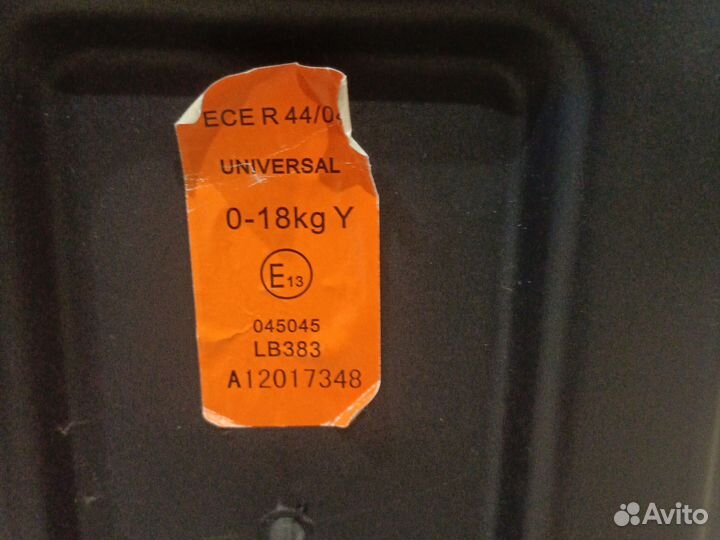 ECE R 44/04
UNIVERSAL
0-18kg Y
E13
045045
LB383
A12017348
Avito